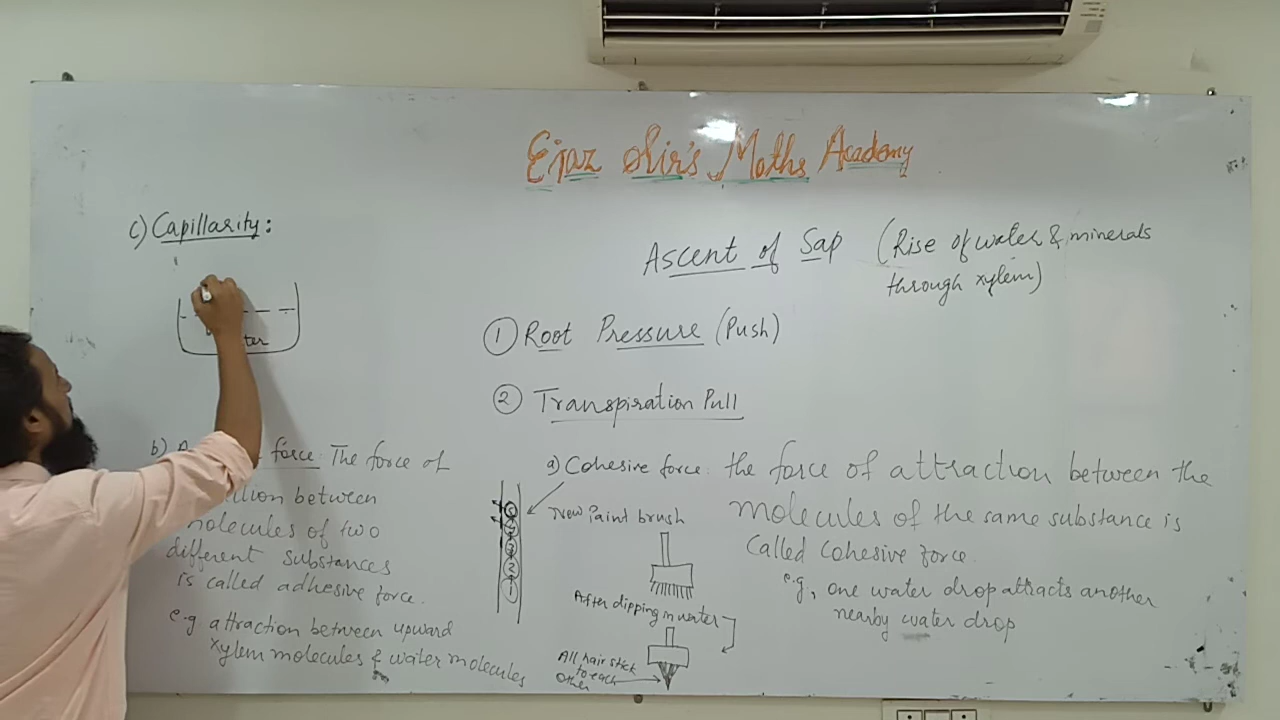 Ejaz Sir's Maths Academy
Ascent of Sap (Rise of water & minerals
through xylem)
① Root Pressure (Push)
② Transpiration Pull
a) Cohesive force: the force of attraction between the
molecules of the same substance is
called cohesive force.
e.g, one water drop attracts another
nearby water drop
New Paint brush
After dipping in water
All hair stick
to each
other
b) force: The force of
between
molecules of two
different substances
is called adhesive force.
e.g attraction between upward
xylem molecules & water molecules
c) Capillarity: